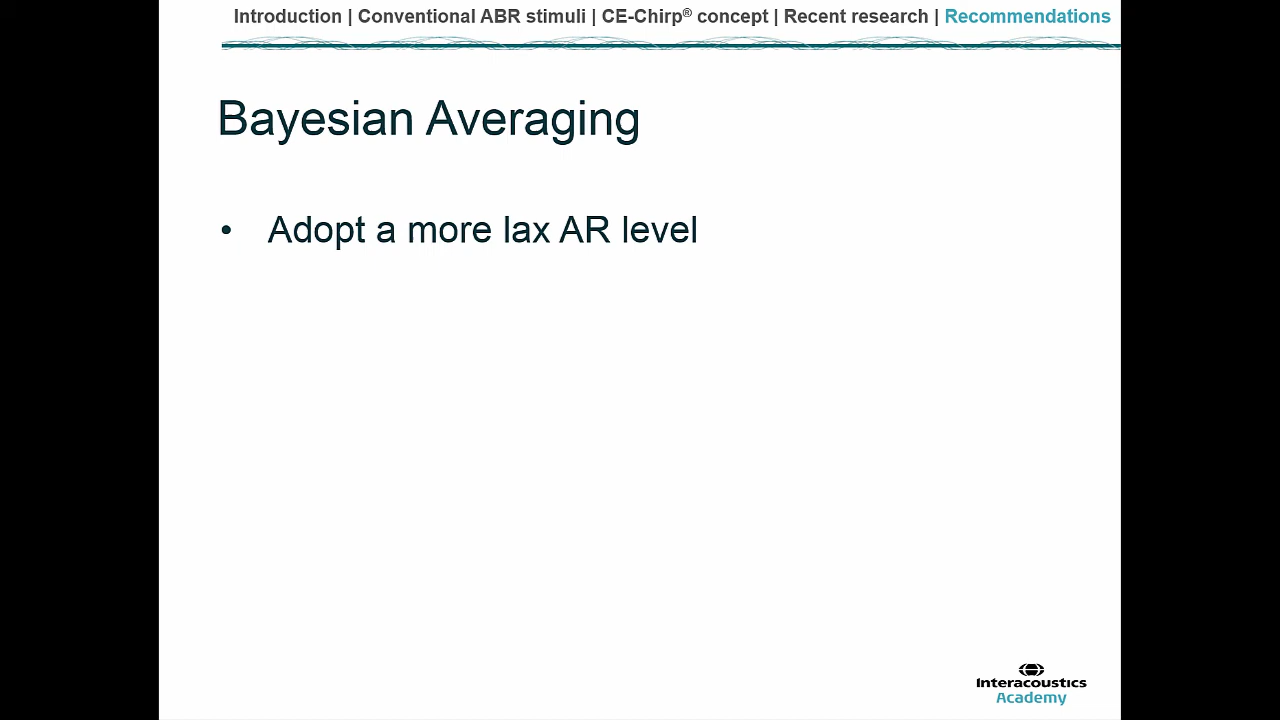 Introduction | Conventional ABR stimuli | CE-Chirp® concept | Recent research | Recommendations
Bayesian Averaging
• Adopt a more lax AR level
Interacoustics
Academy